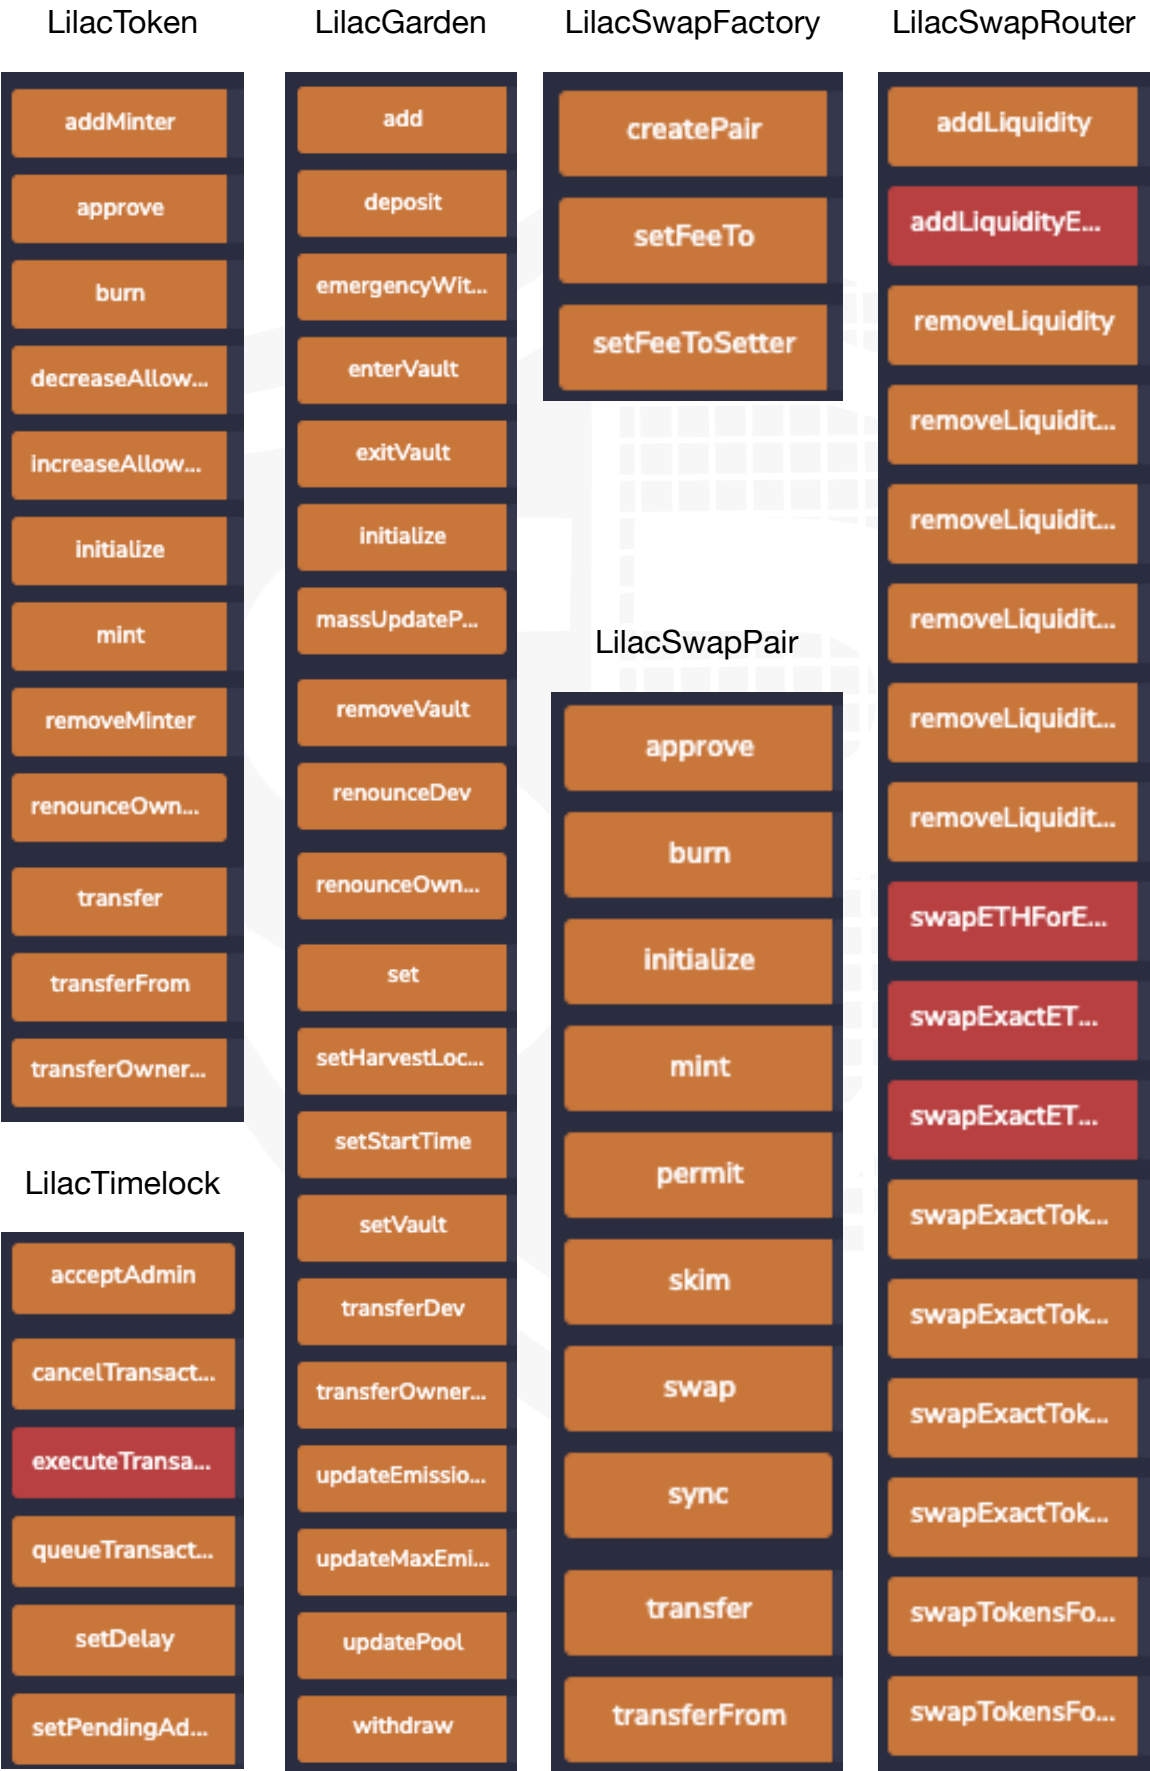 LilacToken
addMinter
approve
burn
decreaseAllow...
increaseAllow...
initialize
mint
removeMinter
renounceOwn...
transfer
transferFrom
transferOwner...
LilacTimelock
acceptAdmin
cancelTransact...
executeTransa...
queueTransact...
setDelay
setPendingAd...
LilacGarden
add
deposit
emergencyWit...
enterVault
exitVault
initialize
massUpdateP...
removeVault
renounceDev
renounceOwn...
set
setHarvestLoc...
setStartTime
setVault
transferDev
transferOwner...
updateEmissio...
updateMaxEmi...
updatePool
withdraw
LilacSwapFactory
createPair
setFeeTo
setFeeToSetter
LilacSwapPair
approve
burn
initialize
mint
permit
skim
swap
sync
transfer
transferFrom
LilacSwapRouter
addLiquidity
addLiquidityE...
removeLiquidity
removeLiquidit...
removeLiquidit...
removeLiquidit...
removeLiquidit...
removeLiquidit...
swapETHForE...
swapExactET...
swapExactET...
swapExactTok...
swapExactTok...
swapExactTok...
swapExactTok...
swapTokensFo...
swapTokensFo...